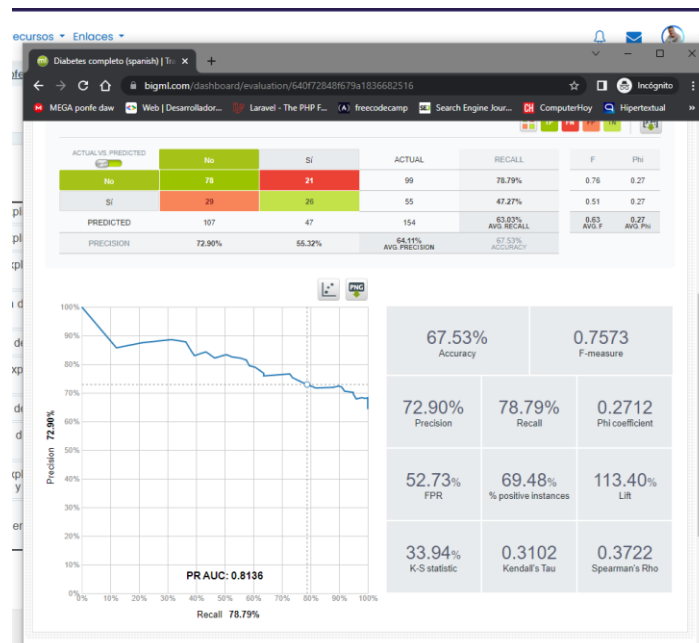 ecursos Enlaces
Diabetes completo (spanish) | Tra
bigml.com/dashboard/evaluation/640f72848f679a1836682516
Incógnito
MEGA ponfe daw
Web | Desarrollador...
Laravel - The PHP F...
freecodecamp
Search Engine Jour...
ComputerHoy
Hipertextual
»
ACTUAL VS. PREDICTED No Sí ACTUAL RECALL F Phi
No 78 21 99 78.79% 0.76 0.27
Sí 29 26 55 47.27% 0.51 0.27
PREDICTED 107 47 154 63.03% AVG. RECALL 0.63 AVG. F 0.27 AVG. Phi
PRECISION 72.90% 55.32% 64.11% AVG. PRECISION 67.53% ACCURACY
PNG
100%
90%
80%
70%
60%
50%
40%
30%
20%
10%
0%
Precision 72.90%
PR AUC: 0.8136
0% 10% 20% 30% 40% 50% 60% 70% 80% 90% 100%
Recall 78.79%
67.53%
Accuracy
0.7573
F-measure
72.90%
Precision
78.79%
Recall
0.2712
Phi coefficient
52.73%
FPR
69.48%
% positive instances
113.40%
Lift
33.94%
K-S statistic
0.3102
Kendall's Tau
0.3722
Spearman's Rho